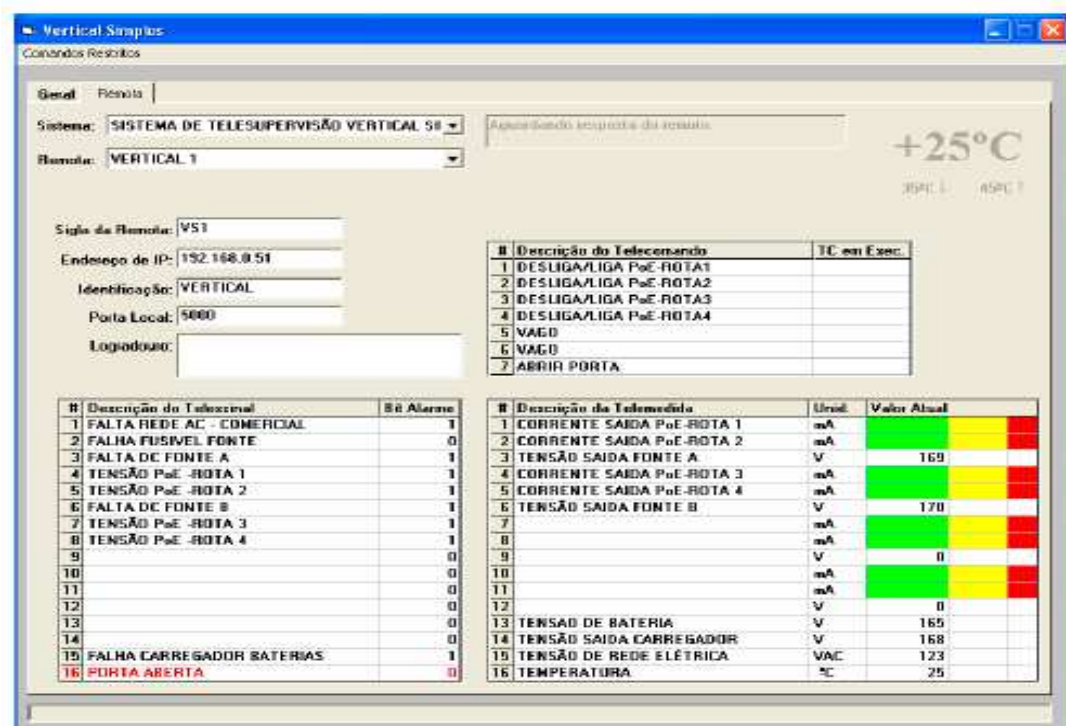 Vertical Simples
Comandos Restritos
Geral Remota
Sistema: SISTEMA DE TELESUPERVISÃO VERTICAL SI
Aguardando resposta da remota
+25°C
Remota: VERTICAL 1
35ºC ↓ 45ºC ↑
Sigla da Remota: VS1
Endereço de IP: 192.168.0.51
Identificação: VERTICAL
Porta Local: 5000
Logradouro:
# Descrição do Telecomando TC em Exec.
1 DESLIGA/LIGA PoE-ROTA1
2 DESLIGA/LIGA PoE-ROTA2
3 DESLIGA/LIGA PoE-ROTA3
4 DESLIGA/LIGA PoE-ROTA4
5 VAGO
6 VAGO
7 ABRIR PORTA
# Descrição do Telessinal Bit Alarme
1 FALTA REDE AC - COMERCIAL 1
2 FALHA FUSIVEL FONTE 0
3 FALTA DC FONTE A 1
4 TENSÃO PoE -ROTA 1 1
5 TENSÃO PoE -ROTA 2 1
6 FALTA DC FONTE B 1
7 TENSÃO PoE -ROTA 3 1
8 TENSÃO PoE -ROTA 4 1
9 0
10 0
11 0
12 0
13 0
14 0
15 FALHA CARREGADOR BATERIAS 1
16 PORTA ABERTA 0
# Descrição da Telemedida Unid. Valor Atual
1 CORRENTE SAIDA PoE-ROTA 1 mA
2 CORRENTE SAIDA PoE-ROTA 2 mA
3 TENSÃO SAIDA FONTE A V 169
4 CORRENTE SAIDA PoE-ROTA 3 mA
5 CORRENTE SAIDA PoE-ROTA 4 mA
6 TENSÃO SAIDA FONTE B V 170
7 mA
8 mA
9 V 0
10 mA
11 mA
12 V 0
13 TENSAO DE BATERIA V 165
14 TENSÃO SAIDA CARREGADOR V 168
15 TENSÃO DE REDE ELÉTRICA VAC 123
16 TEMPERATURA ºC 25